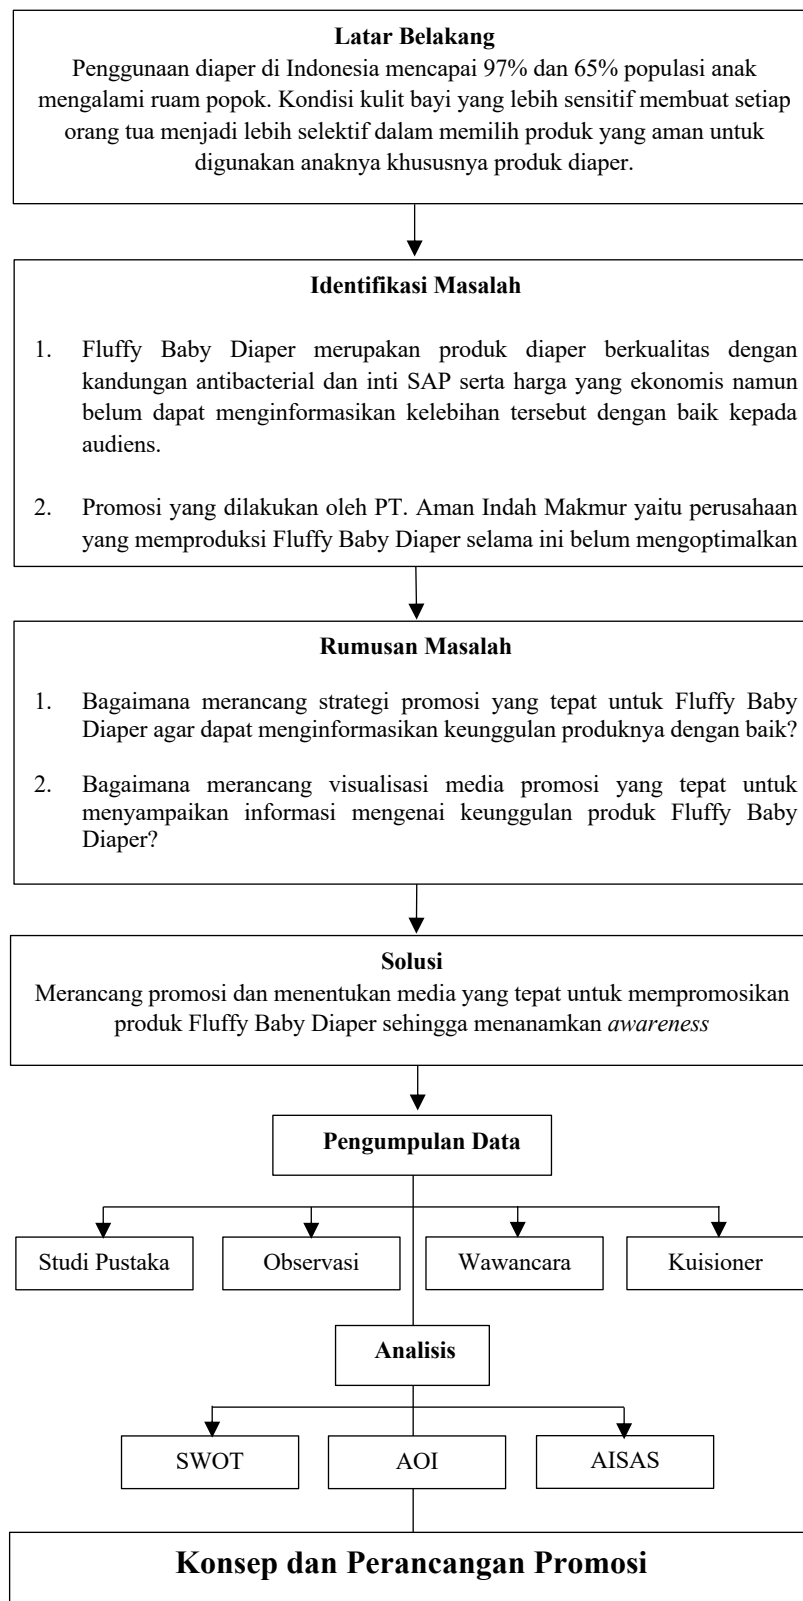 Latar Belakang
Penggunaan diaper di Indonesia mencapai 97% dan 65% populasi anak
mengalami ruam popok. Kondisi kulit bayi yang lebih sensitif membuat setiap
orang tua menjadi lebih selektif dalam memilih produk yang aman untuk
digunakan anaknya khususnya produk diaper.
Identifikasi Masalah
1. Fluffy Baby Diaper merupakan produk diaper berkualitas dengan
kandungan antibacterial dan inti SAP serta harga yang ekonomis namun
belum dapat menginformasikan kelebihan tersebut dengan baik kepada
audiens.
2. Promosi yang dilakukan oleh PT. Aman Indah Makmur yaitu perusahaan
yang memproduksi Fluffy Baby Diaper selama ini belum mengoptimalkan
Rumusan Masalah
1. Bagaimana merancang strategi promosi yang tepat untuk Fluffy Baby
Diaper agar dapat menginformasikan keunggulan produknya dengan baik?
2. Bagaimana merancang visualisasi media promosi yang tepat untuk
menyampaikan informasi mengenai keunggulan produk Fluffy Baby
Diaper?
Solusi
Merancang promosi dan menentukan media yang tepat untuk mempromosikan
produk Fluffy Baby Diaper sehingga menanamkan awareness
Pengumpulan Data
Studi Pustaka
Observasi
Wawancara
Kuisioner
Analisis
SWOT
AOI
AISAS
Konsep dan Perancangan Promosi